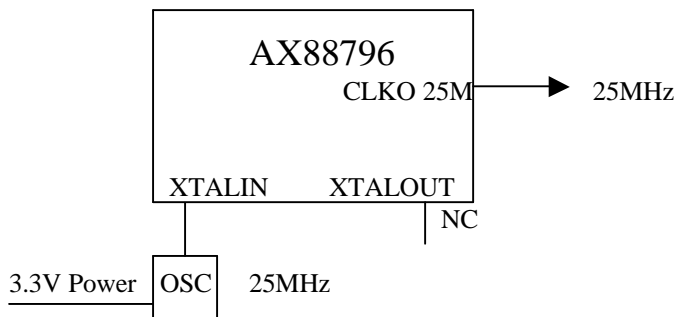 AX88796
CLKO 25M
25MHz
XTALIN
XTALOUT
NC
3.3V Power
OSC
25MHz